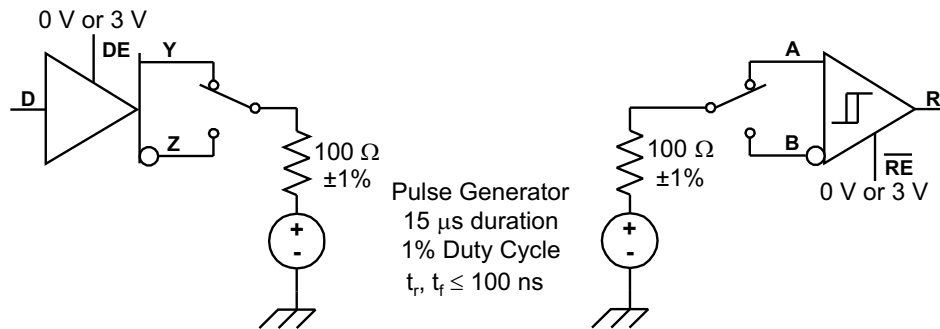 0 V or 3 V
DE
Y
D
Z
100 Ω
±1%
+
-
Pulse Generator
15 μs duration
1% Duty Cycle
tr, tf ≤ 100 ns
100 Ω
±1%
+
-
A
B
R
RE
0 V or 3 V